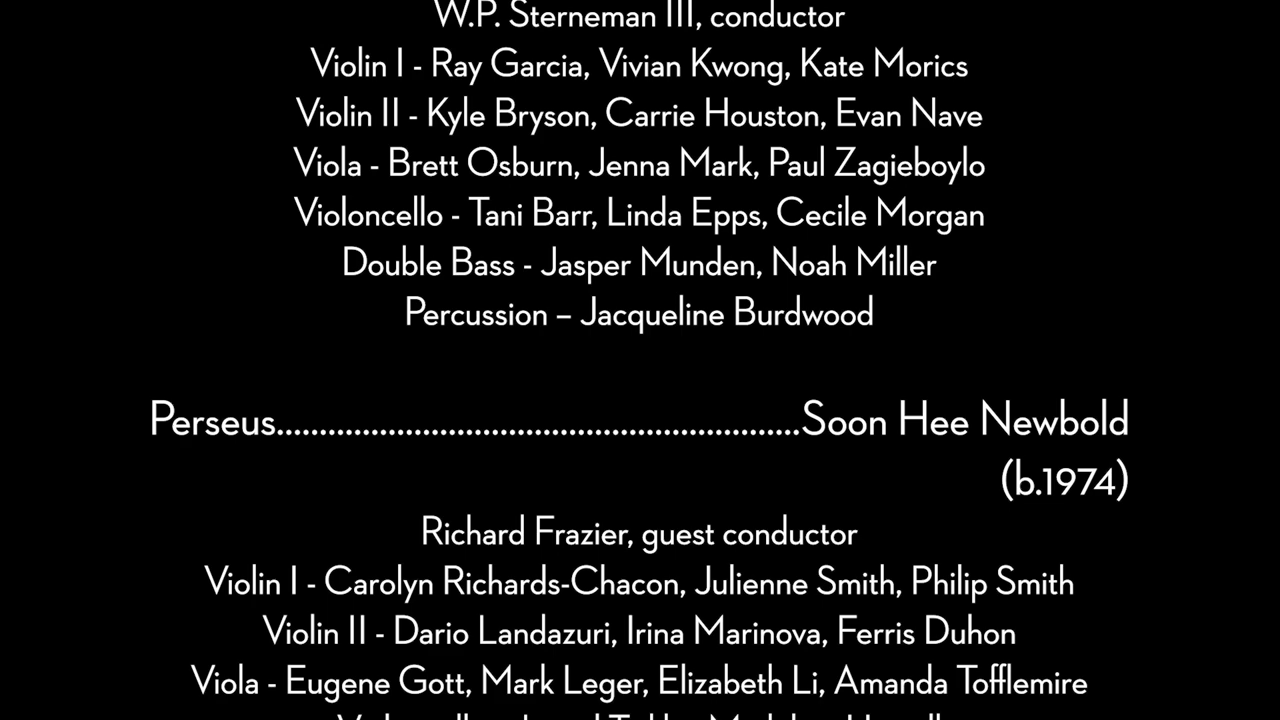 W.P. Sterneman III, conductor
Violin I - Ray Garcia, Vivian Kwong, Kate Morics
Violin II - Kyle Bryson, Carrie Houston, Evan Nave
Viola - Brett Osburn, Jenna Mark, Paul Zagieboylo
Violoncello - Tani Barr, Linda Epps, Cecile Morgan
Double Bass - Jasper Munden, Noah Miller
Percussion – Jacqueline Burdwood
Perseus.............................................................Soon Hee Newbold
(b.1974)
Richard Frazier, guest conductor
Violin I - Carolyn Richards-Chacon, Julienne Smith, Philip Smith
Violin II - Dario Landazuri, Irina Marinova, Ferris Duhon
Viola - Eugene Gott, Mark Leger, Elizabeth Li, Amanda Tofflemire